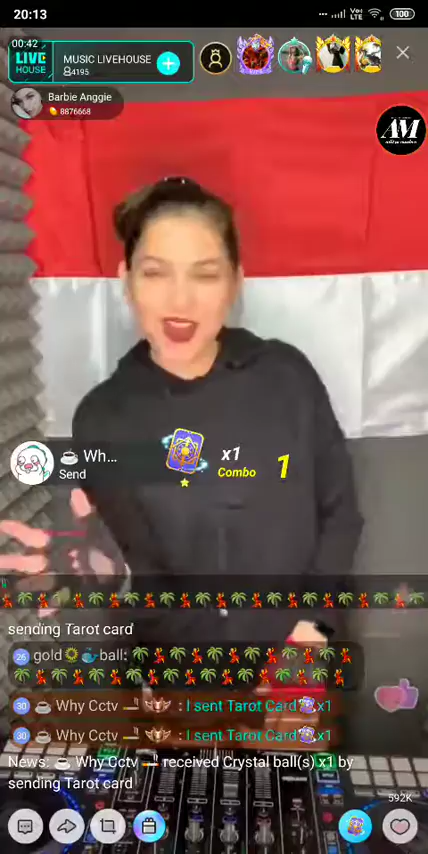 20:13
Vo+
LTE
100
00:42
LIVE
HOUSE
MUSIC LIVEHOUSE
4195
Barbie Anggie
8876668
AM
Wh...
Send
x1
Combo
1
sending Tarot card
26 gold ball:
30 Why Cctv : I sent Tarot Card x1
30 Why Cctv : I sent Tarot Card x1
News: Why Cctv received Crystal ball(s) x1 by
sending Tarot card
592K